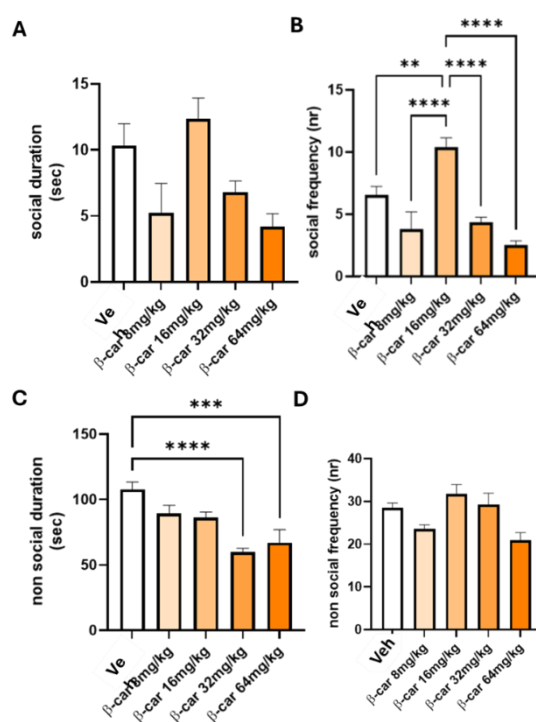 A
social duration
(sec)
15
10
5
0
Ve
h
β-car 8mg/kg
β-car 16mg/kg
β-car 32mg/kg
β-car 64mg/kg
B
****
** ****
****
social frequency (nr)
15
10
5
0
Ve
h
β-car 8mg/kg
β-car 16mg/kg
β-car 32mg/kg
β-car 64mg/kg
C
***
****
non social duration
(sec)
150
100
50
0
Ve
h
β-car 8mg/kg
β-car 16mg/kg
β-car 32mg/kg
β-car 64mg/kg
D
non social frequency (nr)
40
30
20
10
0
Veh
β-car 8mg/kg
β-car 16mg/kg
β-car 32mg/kg
β-car 64mg/kg